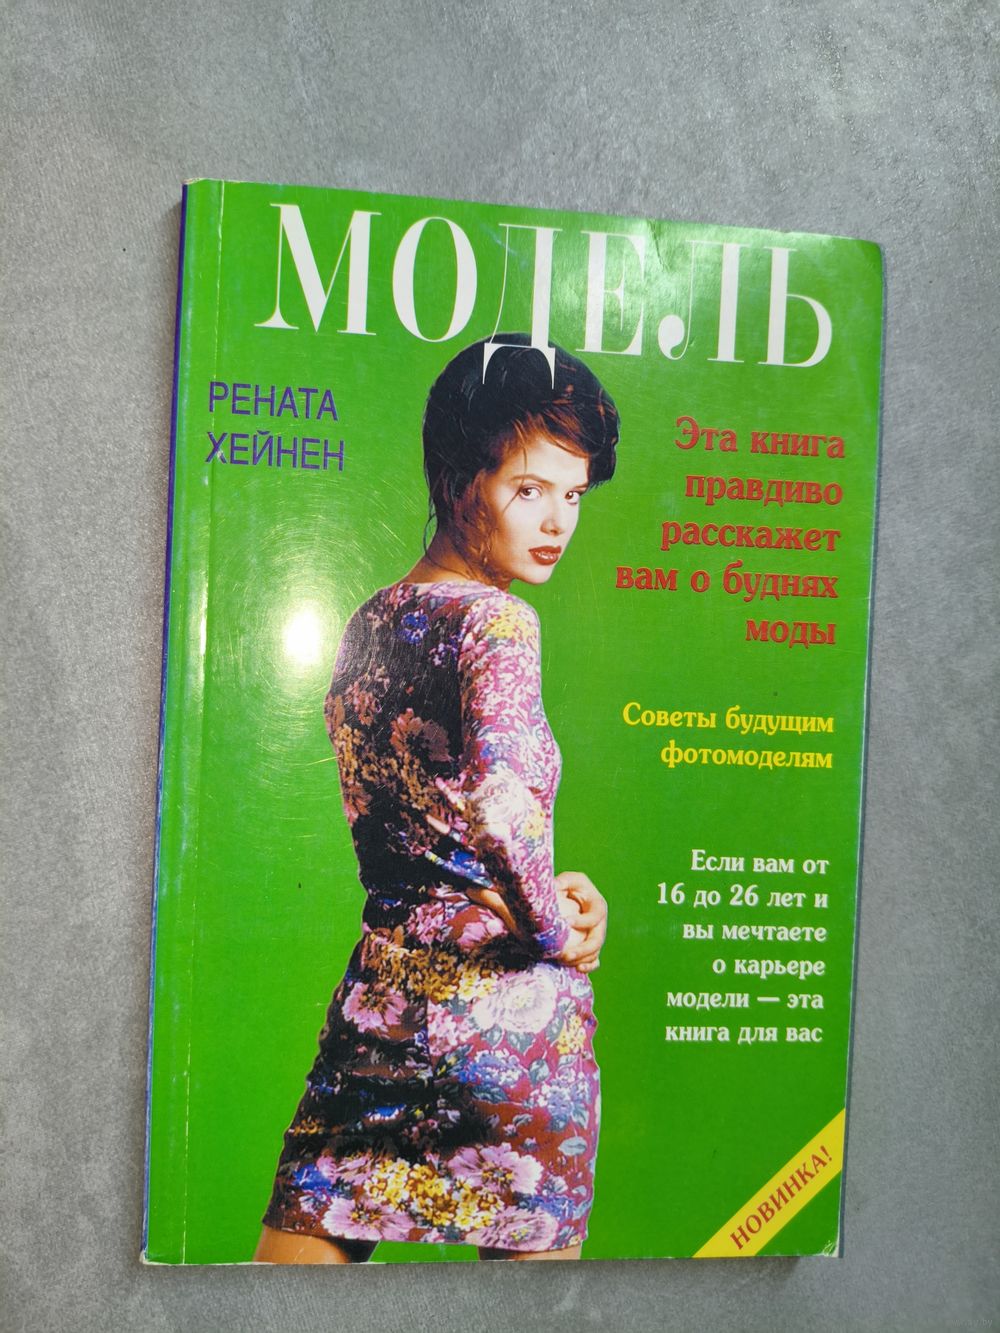 МОДЕЛЬ
РЕНАТА
ХЕЙНЕН
Эта книга
правдиво
расскажет
вам о буднях
моды
Советы будущим
фотомоделям
Если вам от
16 до 26 лет и
вы мечтаете
о карьере
модели — эта
книга для вас
НОВИНКА!